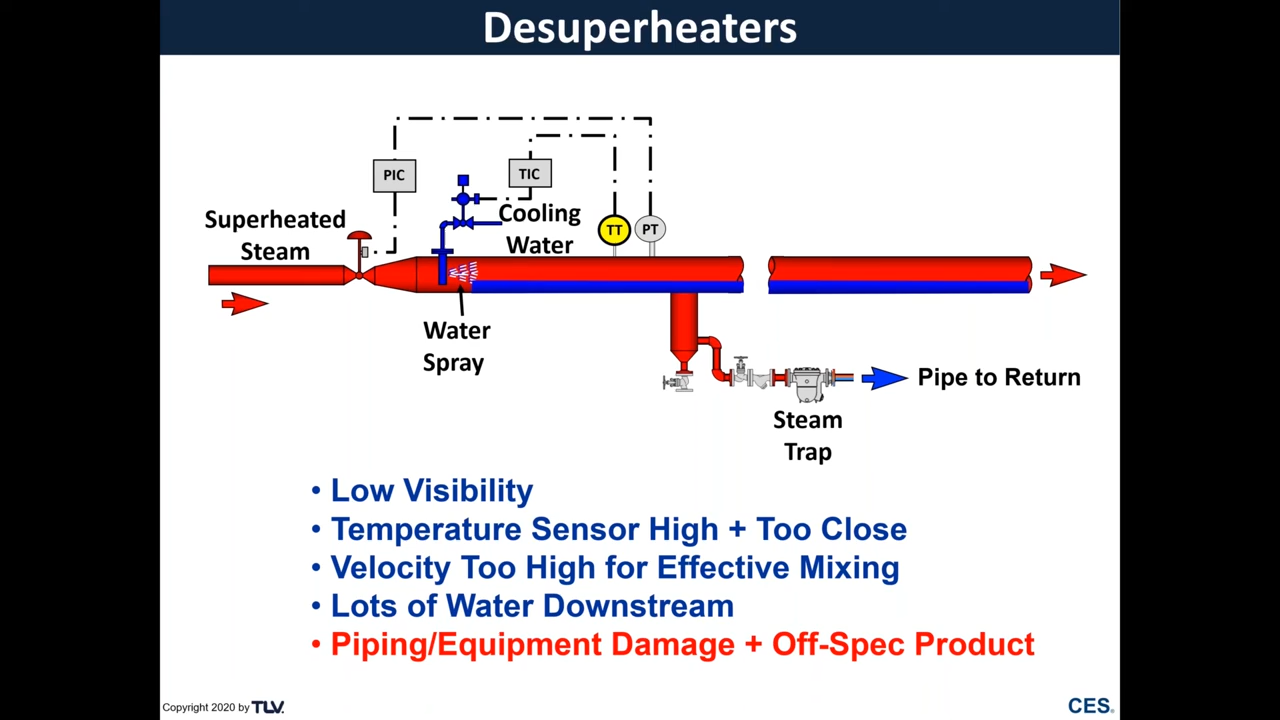 Desuperheaters
PIC
TIC
Superheated
Steam
Cooling
Water
TT
PT
Water
Spray
Pipe to Return
Steam
Trap
• Low Visibility
• Temperature Sensor High + Too Close
• Velocity Too High for Effective Mixing
• Lots of Water Downstream
• Piping/Equipment Damage + Off-Spec Product
Copyright 2020 by TLV.
CES®